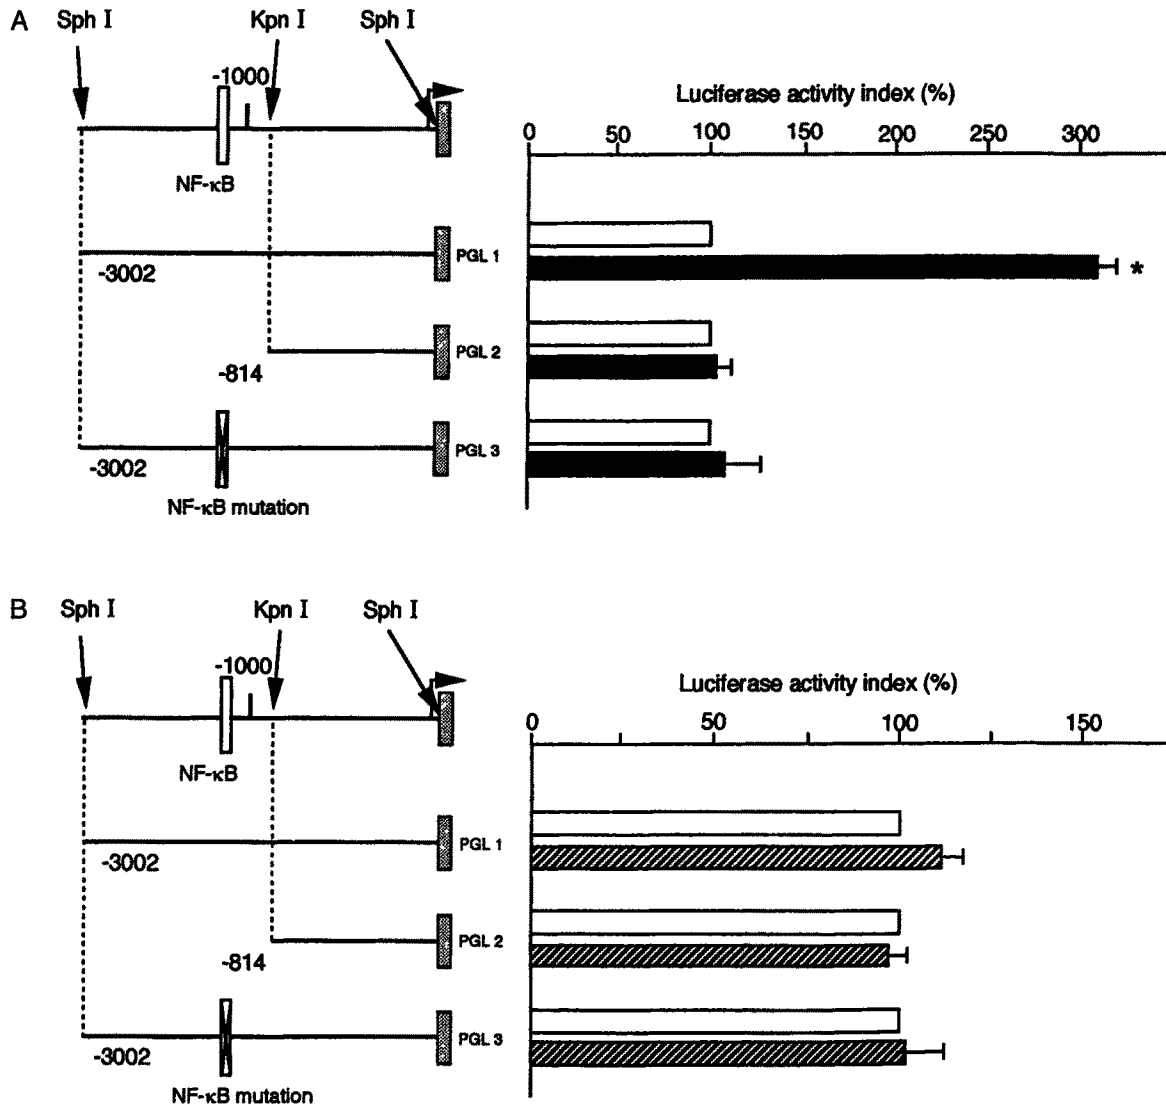 A
Sph I Kpn I Sph I
-1000
NF-κB
Luciferase activity index (%)
0 50 100 150 200 250 300
-3002
PGL 1
*
-814
PGL 2
-3002
PGL 3
NF-κB mutation
B
Sph I Kpn I Sph I
-1000
NF-κB
Luciferase activity index (%)
0 50 100 150
-3002
PGL 1
-814
PGL 2
-3002
PGL 3
NF-κB mutation